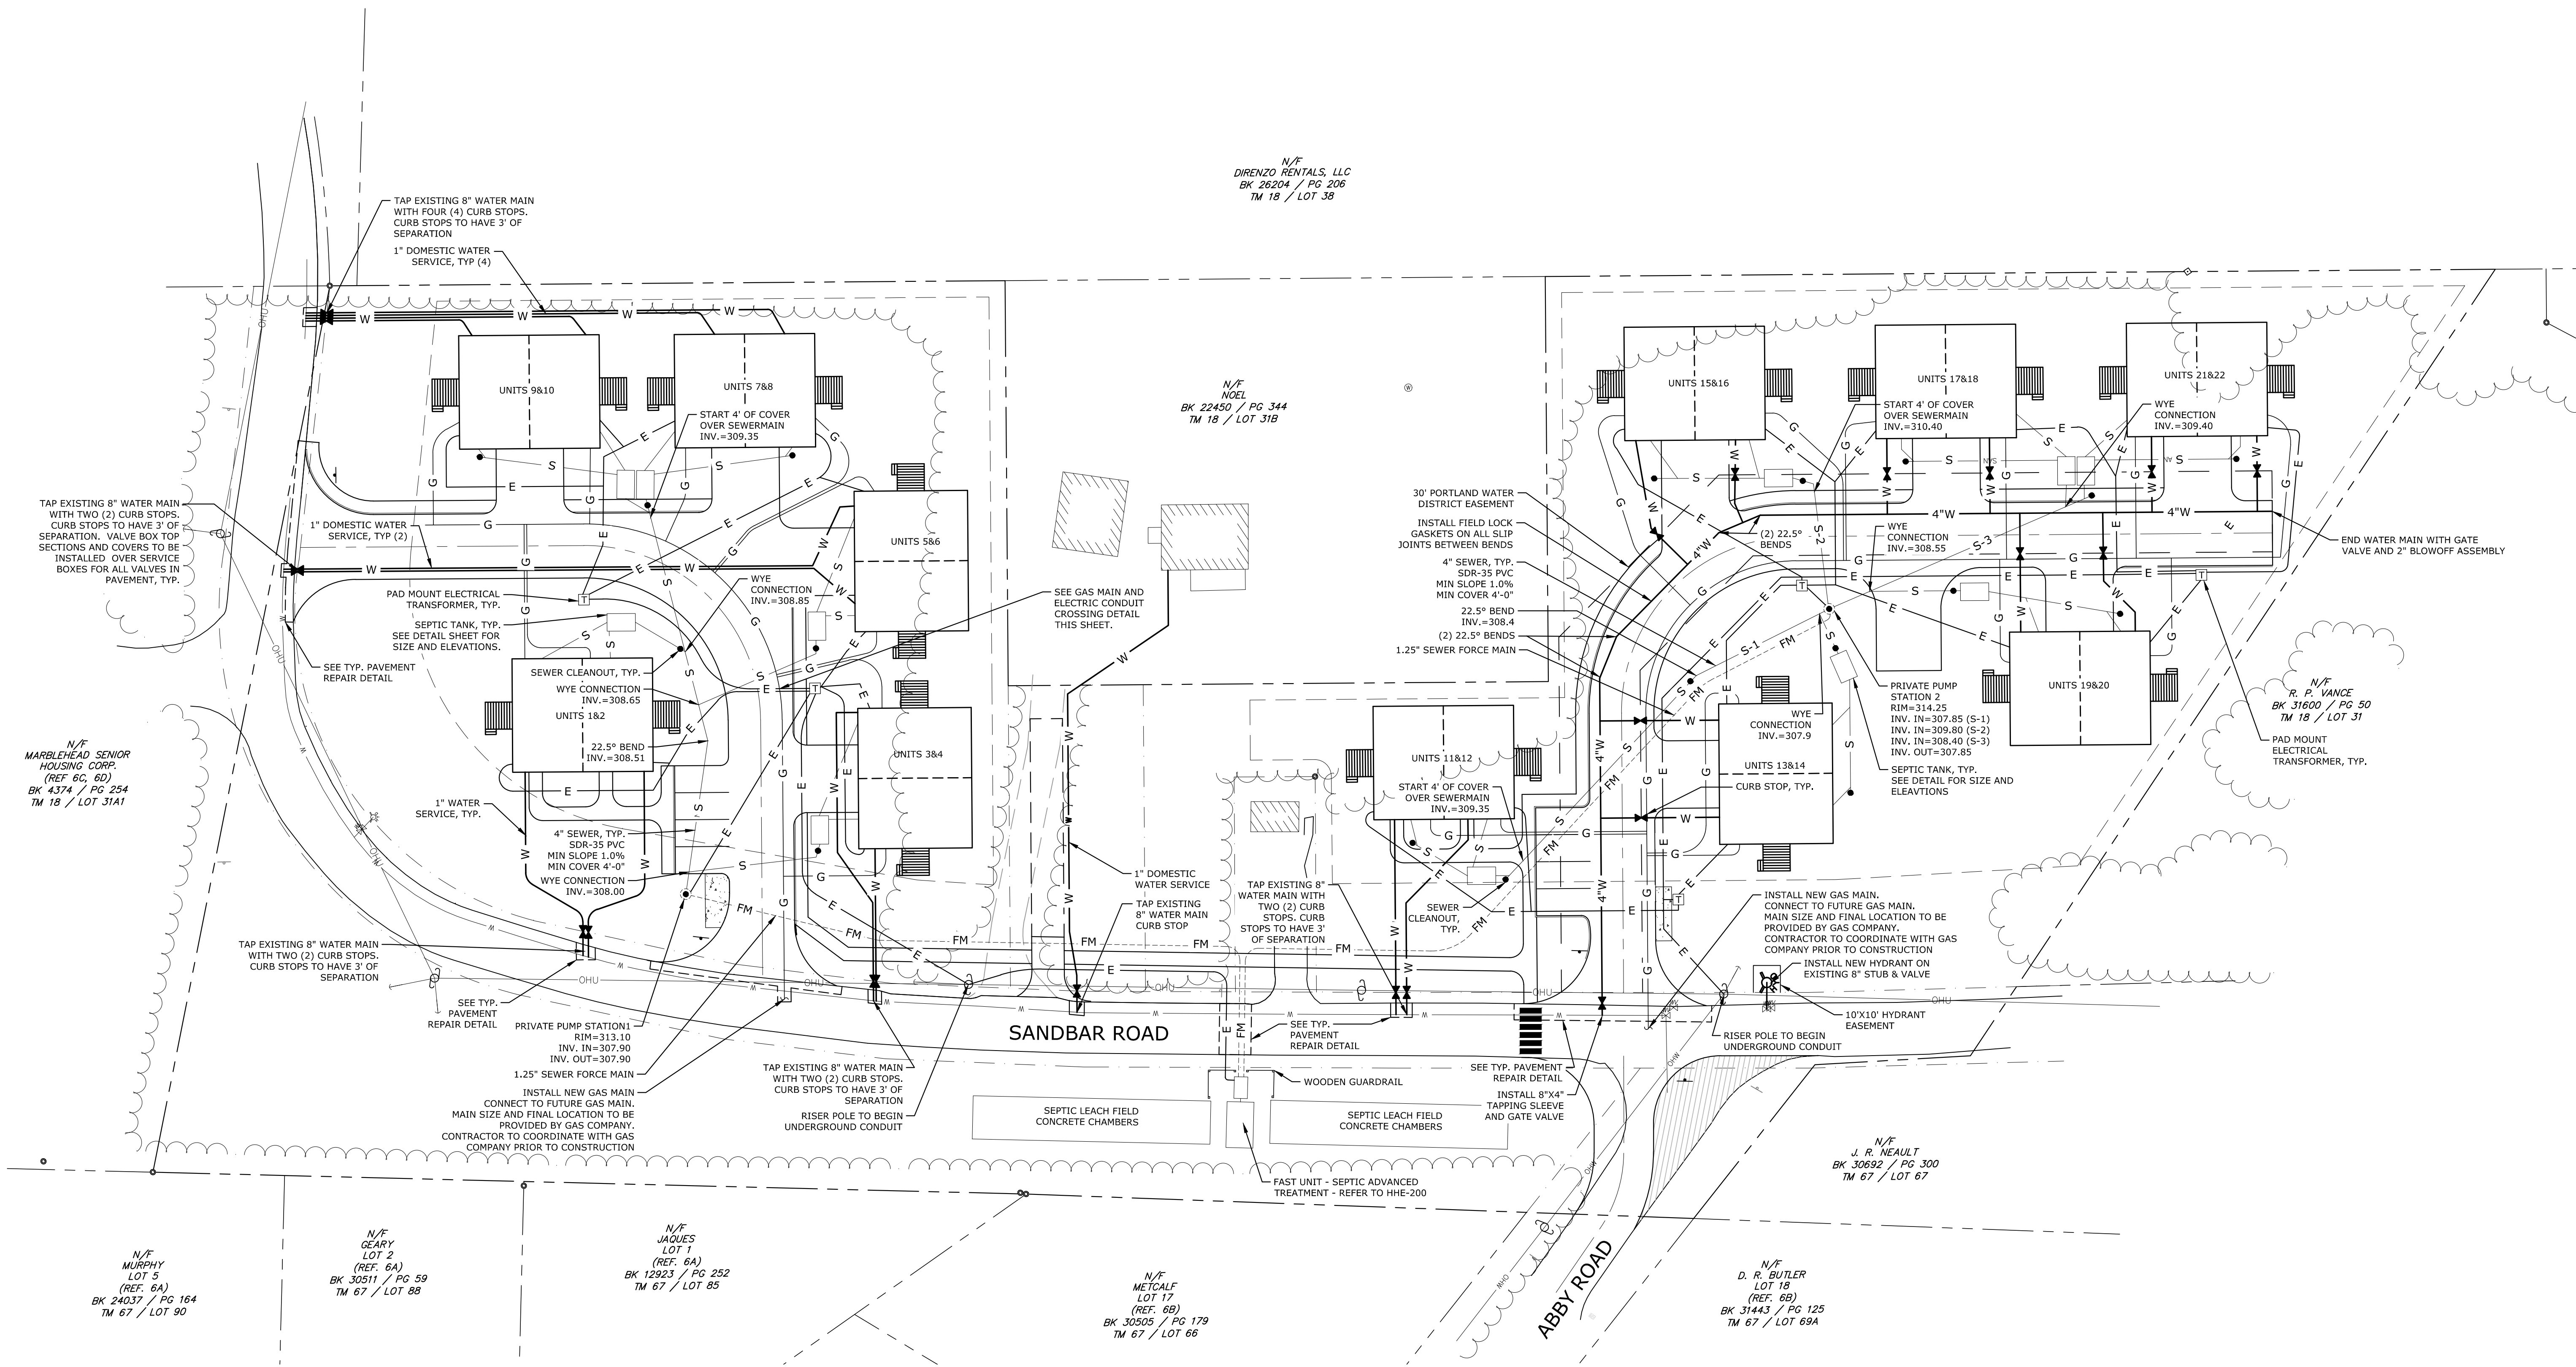 N/F
DIRENZO RENTALS, LLC
BK 26204 / PG 206
TM 18 / LOT 38
TAP EXISTING 8" WATER MAIN
WITH FOUR (4) CURB STOPS.
CURB STOPS TO HAVE 3' OF
SEPARATION
1" DOMESTIC WATER
SERVICE, TYP (4)
OHU
W
W
W
W
W
UNITS 9&10
UNITS 7&8
START 4' OF COVER
OVER SEWERMAIN
INV.=309.35
N/F
NOEL
BK 22450 / PG 344
TM 18 / LOT 31B
UNITS 15&16
UNITS 17&18
UNITS 21&22
START 4' OF COVER
OVER SEWERMAIN
INV.=310.40
WYE
CONNECTION
INV.=309.40
TAP EXISTING 8" WATER MAIN
WITH TWO (2) CURB STOPS.
CURB STOPS TO HAVE 3' OF
SEPARATION. VALVE BOX TOP
SECTIONS AND COVERS TO BE
INSTALLED OVER SERVICE
BOXES FOR ALL VALVES IN
PAVEMENT, TYP.
1" DOMESTIC WATER
SERVICE, TYP (2)
UNITS 5&6
PAD MOUNT ELECTRICAL
TRANSFORMER, TYP.
WYE
CONNECTION
INV.=308.85
SEPTIC TANK, TYP.
SEE DETAIL SHEET FOR
SIZE AND ELEVATIONS.
SEE GAS MAIN AND
ELECTRIC CONDUIT
CROSSING DETAIL
THIS SHEET.
SEE TYP. PAVEMENT
REPAIR DETAIL
30' PORTLAND WATER
DISTRICT EASEMENT
INSTALL FIELD LOCK
GASKETS ON ALL SLIP
JOINTS BETWEEN BENDS
4" SEWER, TYP.
SDR-35 PVC
MIN SLOPE 1.0%
MIN COVER 4'-0"
22.5° BEND
INV.=308.4
(2) 22.5° BENDS
1.25" SEWER FORCE MAIN
4"W
4"W
4"W
(2) 22.5°
BENDS
S-2
WYE
CONNECTION
INV.=308.55
S-3
END WATER MAIN WITH GATE
VALVE AND 2" BLOWOFF ASSEMBLY
S-1
FM
T
T
SEWER CLEANOUT, TYP.
WYE CONNECTION
INV.=308.65
UNITS 1&2
22.5° BEND
INV.=308.51
UNITS 3&4
UNITS 11&12
START 4' OF COVER
OVER SEWERMAIN
INV.=309.35
WYE
CONNECTION
INV.=307.9
UNITS 13&14
UNITS 19&20
PRIVATE PUMP
STATION 2
RIM=314.25
INV. IN=307.85 (S-1)
INV. IN=309.80 (S-2)
INV. IN=308.40 (S-3)
INV. OUT=307.85
SEPTIC TANK, TYP.
SEE DETAIL FOR SIZE AND
ELEAVTIONS
CURB STOP, TYP.
N/F
R. P. VANCE
BK 31600 / PG 50
TM 18 / LOT 31
PAD MOUNT
ELECTRICAL
TRANSFORMER, TYP.
N/F
MARBLEHEAD SENIOR
HOUSING CORP.
(REF 6C, 6D)
BK 4374 / PG 254
TM 18 / LOT 31A1
1" WATER
SERVICE, TYP.
4" SEWER, TYP.
SDR-35 PVC
MIN SLOPE 1.0%
MIN COVER 4'-0"
WYE CONNECTION
INV.=308.00
4"W
4"W
1" DOMESTIC
WATER SERVICE
TAP EXISTING
8" WATER MAIN
CURB STOP
TAP EXISTING 8"
WATER MAIN WITH
TWO (2) CURB
STOPS. CURB
STOPS TO HAVE 3'
OF SEPARATION
SEWER
CLEANOUT,
TYP.
INSTALL NEW GAS MAIN.
CONNECT TO FUTURE GAS MAIN.
MAIN SIZE AND FINAL LOCATION TO BE
PROVIDED BY GAS COMPANY.
CONTRACTOR TO COORDINATE WITH GAS
COMPANY PRIOR TO CONSTRUCTION
INSTALL NEW HYDRANT ON
EXISTING 8" STUB & VALVE
TAP EXISTING 8" WATER MAIN
WITH TWO (2) CURB STOPS.
CURB STOPS TO HAVE 3' OF
SEPARATION
FM
FM
FM
FM
FM
OHU
OHU
OHU
OHU
OHU
SEE TYP.
PAVEMENT
REPAIR DETAIL
PRIVATE PUMP STATION1
RIM=313.10
INV. IN=307.90
INV. OUT=307.90
1.25" SEWER FORCE MAIN
SANDBAR ROAD
SEE TYP.
PAVEMENT
REPAIR DETAIL
10'X10' HYDRANT
EASEMENT
RISER POLE TO BEGIN
UNDERGROUND CONDUIT
TAP EXISTING 8" WATER MAIN
WITH TWO (2) CURB STOPS.
CURB STOPS TO HAVE 3' OF
SEPARATION
RISER POLE TO BEGIN
UNDERGROUND CONDUIT
INSTALL NEW GAS MAIN
CONNECT TO FUTURE GAS MAIN.
MAIN SIZE AND FINAL LOCATION TO BE
PROVIDED BY GAS COMPANY.
CONTRACTOR TO COORDINATE WITH GAS
COMPANY PRIOR TO CONSTRUCTION
WOODEN GUARDRAIL
SEE TYP. PAVEMENT
REPAIR DETAIL
INSTALL 8"X4"
TAPPING SLEEVE
AND GATE VALVE
SEPTIC LEACH FIELD
CONCRETE CHAMBERS
SEPTIC LEACH FIELD
CONCRETE CHAMBERS
FAST UNIT - SEPTIC ADVANCED
TREATMENT - REFER TO HHE-200
N/F
J. R. NEAULT
BK 30692 / PG 300
TM 67 / LOT 67
N/F
MURPHY
LOT 5
(REF. 6A)
BK 24037 / PG 164
TM 67 / LOT 90
N/F
GEARY
LOT 2
(REF. 6A)
BK 30511 / PG 59
TM 67 / LOT 88
N/F
JAQUES
LOT 1
(REF. 6A)
BK 12923 / PG 252
TM 67 / LOT 85
N/F
METCALF
LOT 17
(REF. 6B)
BK 30505 / PG 179
TM 67 / LOT 66
ABBY ROAD
N/F
D. R. BUTLER
LOT 18
(REF. 6B)
BK 31443 / PG 125
TM 67 / LOT 69A